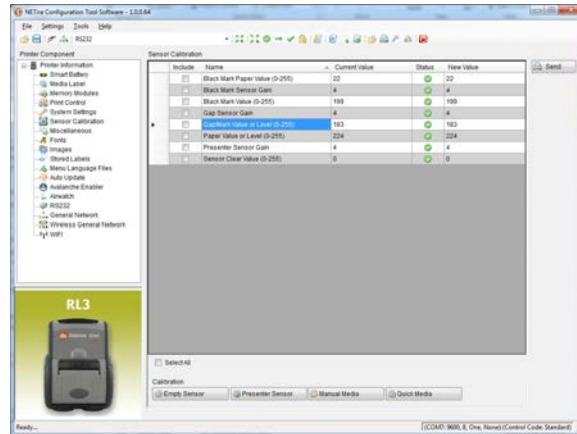 NETira Configuration Tool Software - 1.0.0.64
File Settings Tools Help
RS232
Printer Component
Printer Information
Smart Battery
Media Label
Memory Modules
Print Control
System Settings
Sensor Calibration
Miscellaneous
Fonts
Images
Stored Labels
Menu Language Files
Auto Update
Avalanche Enabler
Airwatch
RS232
General Network
Wireless General Network
WIFI
RL3
Sensor Calibration
Include Name Current Value Status New Value
Black Mark Paper Value (0-255) 22 22
Black Mark Sensor Gain 4 4
Black Mark Value (0-255) 199 199
Gap Sensor Gain 4 4
GapMark Value or Level (0-255) 183 183
Paper Value or Level (0-255) 224 224
Presenter Sensor Gain 4 4
Sensor Clear Value (0-255) 0 0
Send
Select All
Calibration
Empty Sensor Presenter Sensor Manual Media Quick Media
Ready... (COM7: 9600, 8, One, None) (Control Code: Standard)